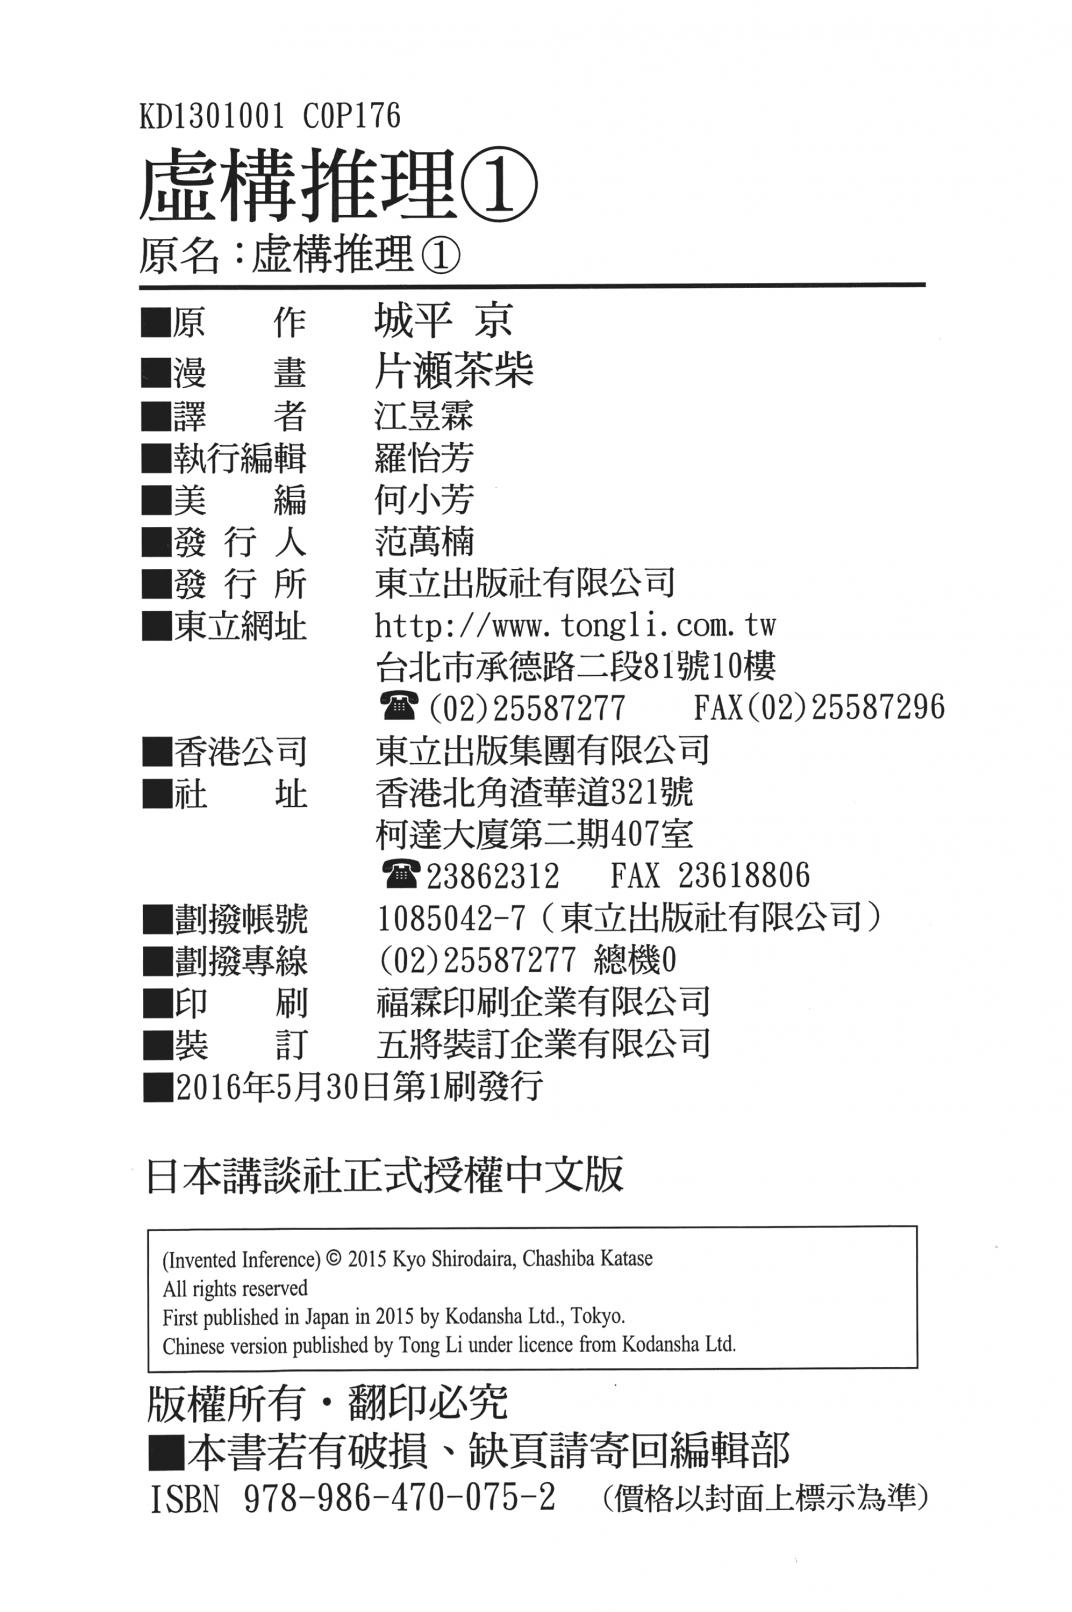 KD1301001 COP176
虛構推理①
原名：虚構推理①
■原　　作　城平 京
■漫　　畫　片瀬茶柴
■譯　　者　江昱霖
■執行編輯　羅怡芳
■美　　編　何小芳
■發 行 人　范萬楠
■發 行 所　東立出版社有限公司
■東立網址　http://www.tongli.com.tw
台北市承德路二段81號10樓
☎(02)25587277　FAX(02)25587296
■香港公司　東立出版集團有限公司
■社　　址　香港北角渣華道321號
柯達大廈第二期407室
☎23862312　FAX 23618806
■劃撥帳號　1085042-7（東立出版社有限公司）
■劃撥專線　(02)25587277 總機0
■印　　刷　福霖印刷企業有限公司
■裝　　訂　五將裝訂企業有限公司
■2016年5月30日第1刷發行
日本講談社正式授權中文版
(Invented Inference) © 2015 Kyo Shirodaira, Chashiba Katase
All rights reserved
First published in Japan in 2015 by Kodansha Ltd., Tokyo.
Chinese version published by Tong Li under licence from Kodansha Ltd.
版權所有・翻印必究
■本書若有破損、缺頁請寄回編輯部
ISBN 978-986-470-075-2　（價格以封面上標示為準）